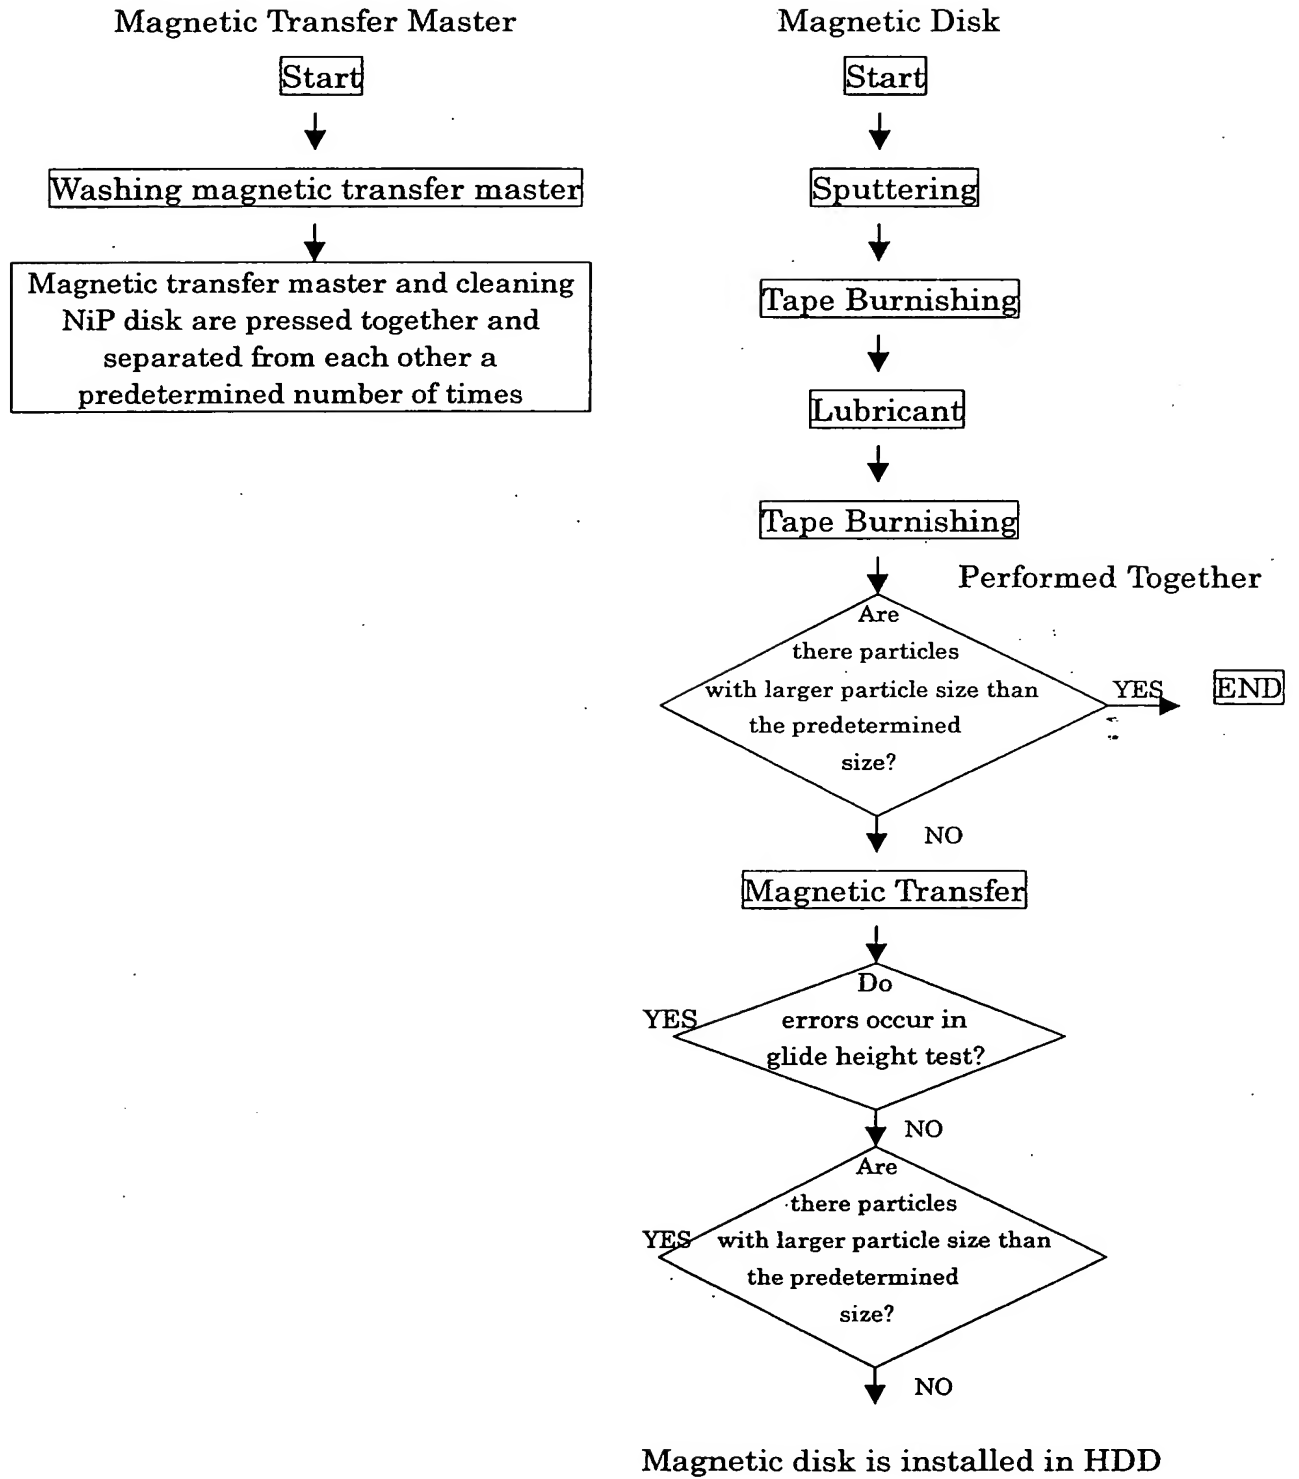 Magnetic Transfer Master
Start
Washing magnetic transfer master
Magnetic transfer master and cleaning
NiP disk are pressed together and
separated from each other a
predetermined number of times
Magnetic Disk
Start
Sputtering
Tape Burnishing
Lubricant
Tape Burnishing
Performed Together
Are
there particles
with larger particle size than
the predetermined
size?
YES
END
NO
Magnetic Transfer
Do
errors occur in
glide height test?
YES
NO
Are
there particles
with larger particle size than
the predetermined
size?
YES
NO
Magnetic disk is installed in HDD